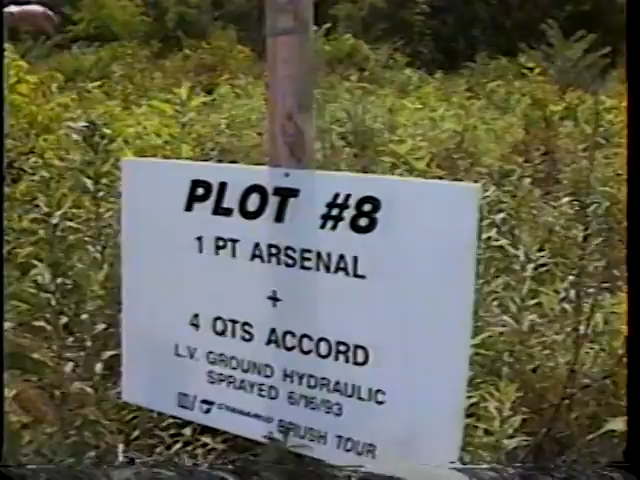 PLOT #8
1 PT ARSENAL
+
4 QTS ACCORD
L.V. GROUND HYDRAULIC
SPRAYED 6/16/93
BRUSH TOUR